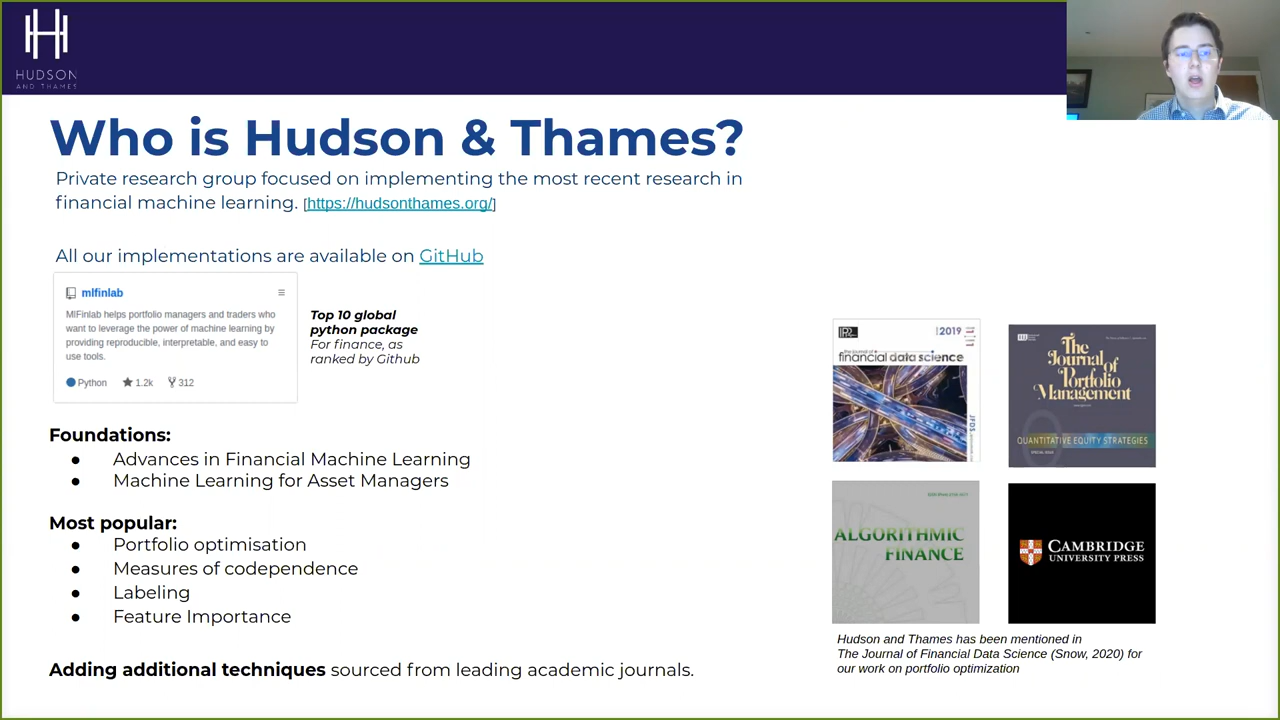 HUDSON
AND THAMES
Who is Hudson & Thames?
Private research group focused on implementing the most recent research in
financial machine learning. [https://hudsonthames.org/]
All our implementations are available on GitHub
mlfinlab
MlFinlab helps portfolio managers and traders who
want to leverage the power of machine learning by
providing reproducible, interpretable, and easy to
use tools.
Python 1.2k 312
Top 10 global
python package
For finance, as
ranked by Github
Foundations:
● Advances in Financial Machine Learning
● Machine Learning for Asset Managers
Most popular:
● Portfolio optimisation
● Measures of codependence
● Labeling
● Feature Importance
Adding additional techniques sourced from leading academic journals.
2019
the journal of
financial data science
JFDS
The
Journal of
Portfolio
Management
QUANTITATIVE EQUITY STRATEGIES
SPECIAL ISSUE
ALGORITHMIC
FINANCE
CAMBRIDGE
UNIVERSITY PRESS
Hudson and Thames has been mentioned in
The Journal of Financial Data Science (Snow, 2020) for
our work on portfolio optimization